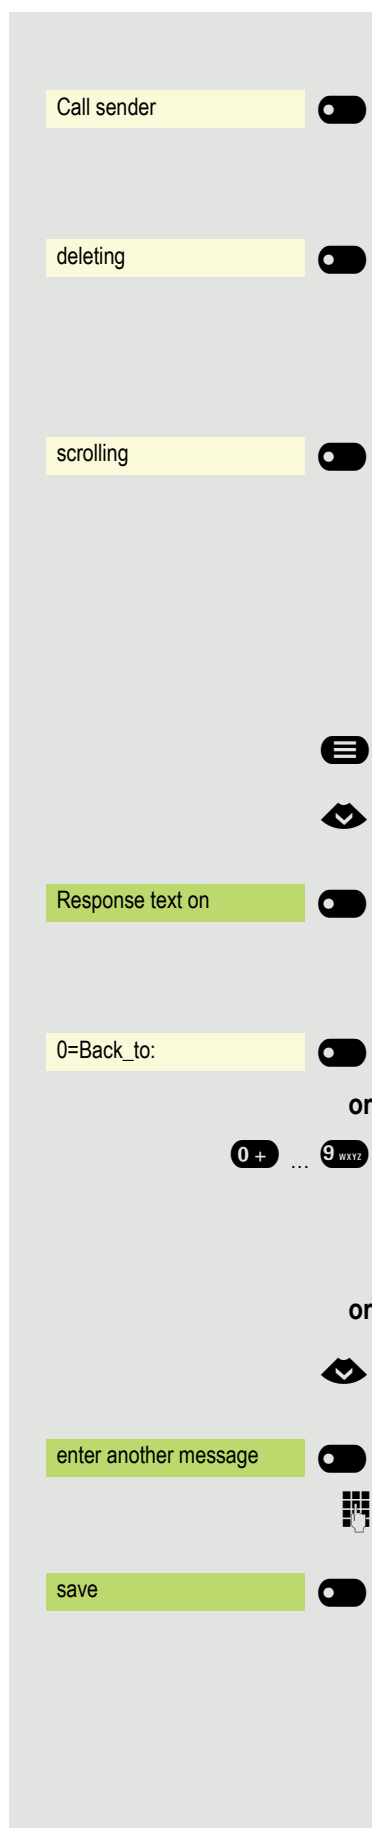 Call sender
deleting
scrolling
Response text on
0=Back_to:
or
0 + ... 9 WXYZ
or
enter another message
save